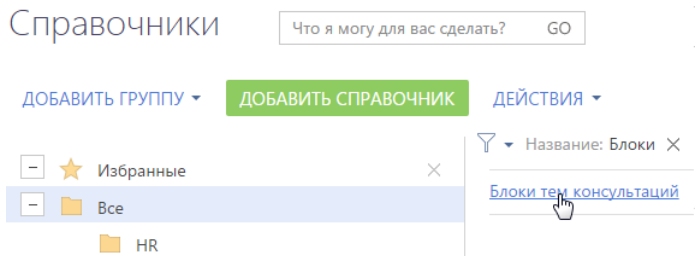 Справочники
Что я могу для вас сделать? GO
ДОБАВИТЬ ГРУППУ ДОБАВИТЬ СПРАВОЧНИК ДЕЙСТВИЯ
Название: Блоки
Избранные
Блоки тем консультаций
Все
HR